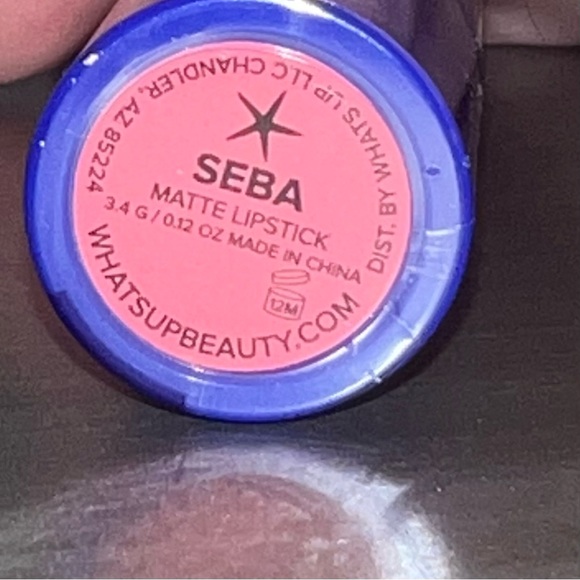 SEBA
MATTE LIPSTICK
3.4 G / 0.12 OZ MADE IN CHINA
12M
WHATSUPBEAUTY.COM
DIST. BY WHATS UP LLC CHANDLER, AZ 85224